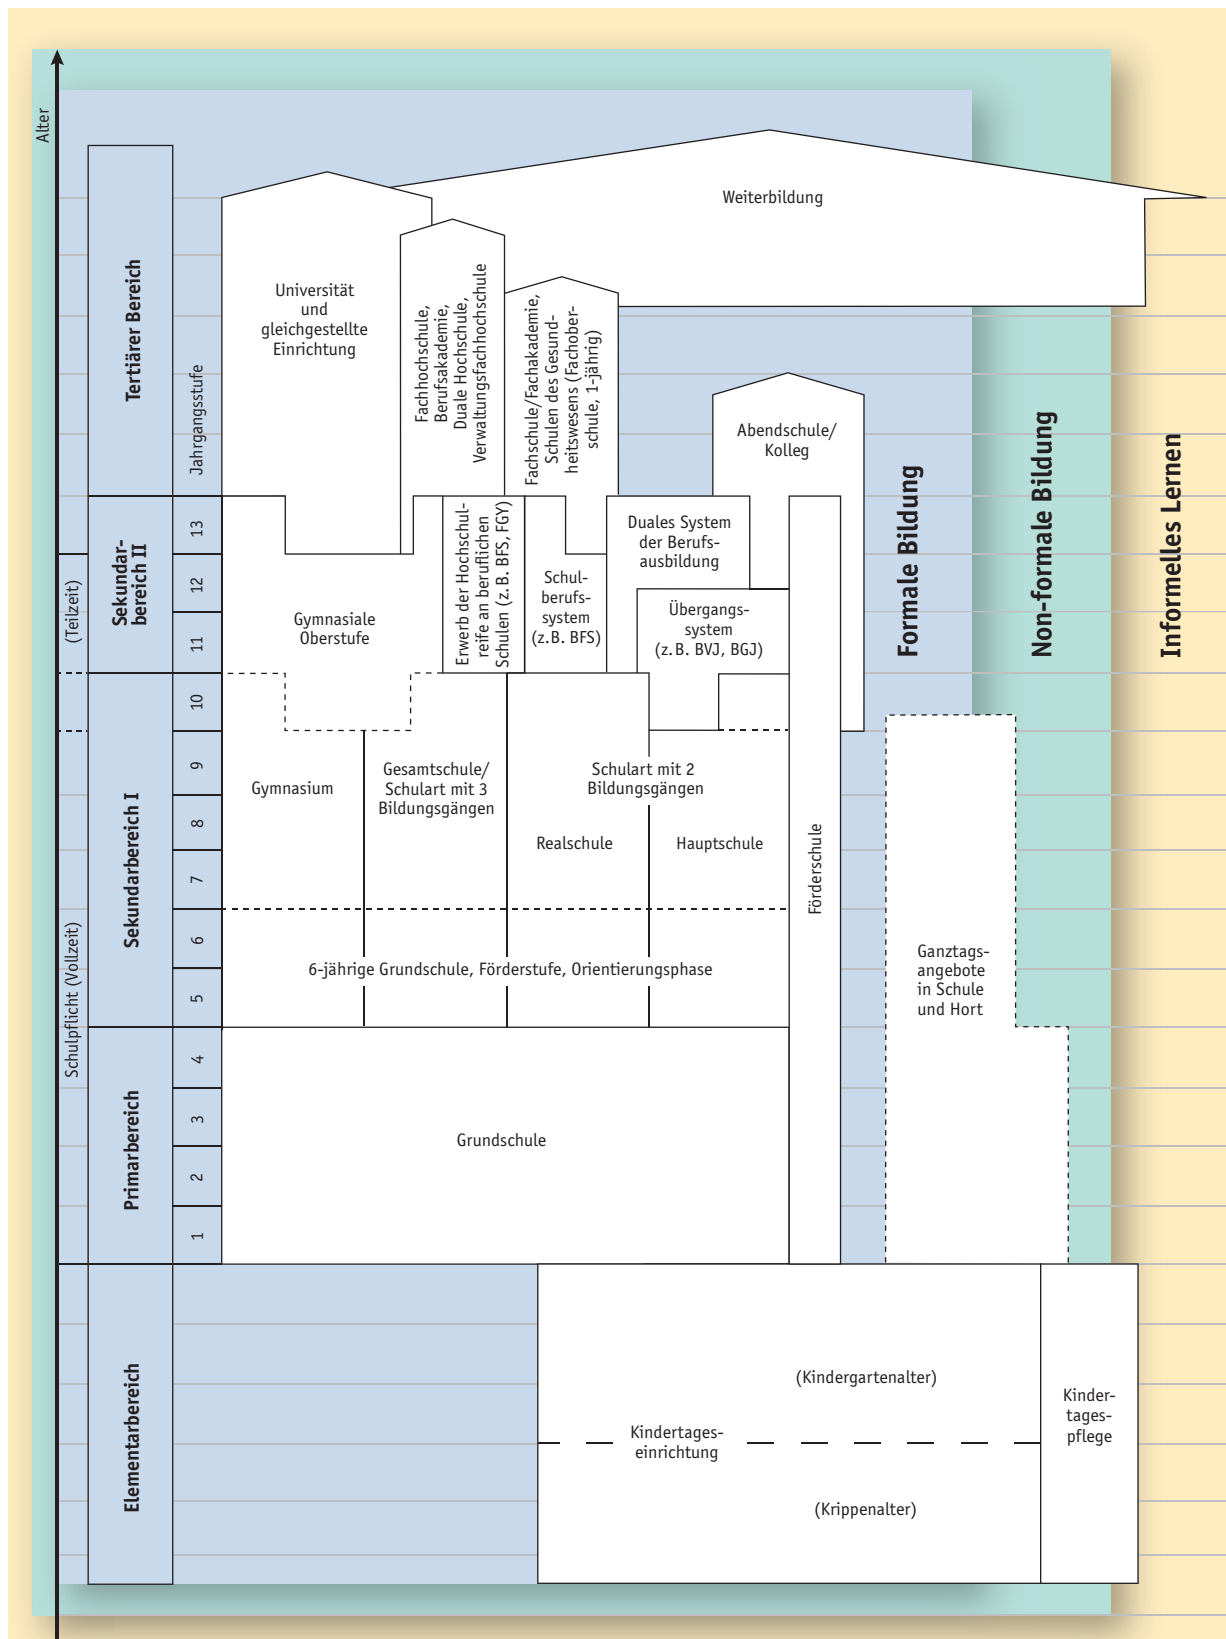 Alter
Tertiärer Bereich
Jahrgangsstufe
Universität
und
gleichgestellte
Einrichtung
Fachhochschule,
Berufsakademie,
Duale Hochschule,
Verwaltungsfachhochschule
Fachschule/Fachakademie,
Schulen des Gesund-
heitswesens (Fachober-
schule, 1-jährig)
Weiterbildung
Abendschule/
Kolleg
Formale Bildung
Non-formale Bildung
Informelles Lernen
(Teilzeit)
Sekundar-
bereich II
13
12
11
Gymnasiale
Oberstufe
Erwerb der Hochschul-
reife an beruflichen
Schulen (z.B. BFS, FGY)
Schul-
berufs-
system
(z.B. BFS)
Duales System
der Berufs-
ausbildung
Übergangs-
system
(z.B. BVJ, BGJ)
Schulpflicht (Vollzeit)
Sekundarbereich I
10
9
8
7
6
5
Gymnasium
Gesamtschule/
Schulart mit 3
Bildungsgängen
Schulart mit 2
Bildungsgängen
Realschule
Hauptschule
Förderschule
6-jährige Grundschule, Förderstufe, Orientierungsphase
Ganztags-
angebote
in Schule
und Hort
Primarbereich
4
3
2
1
Grundschule
Elementarbereich
(Kindergartenalter)
Kindertages-
einrichtung
(Krippenalter)
Kinder-
tages-
pflege